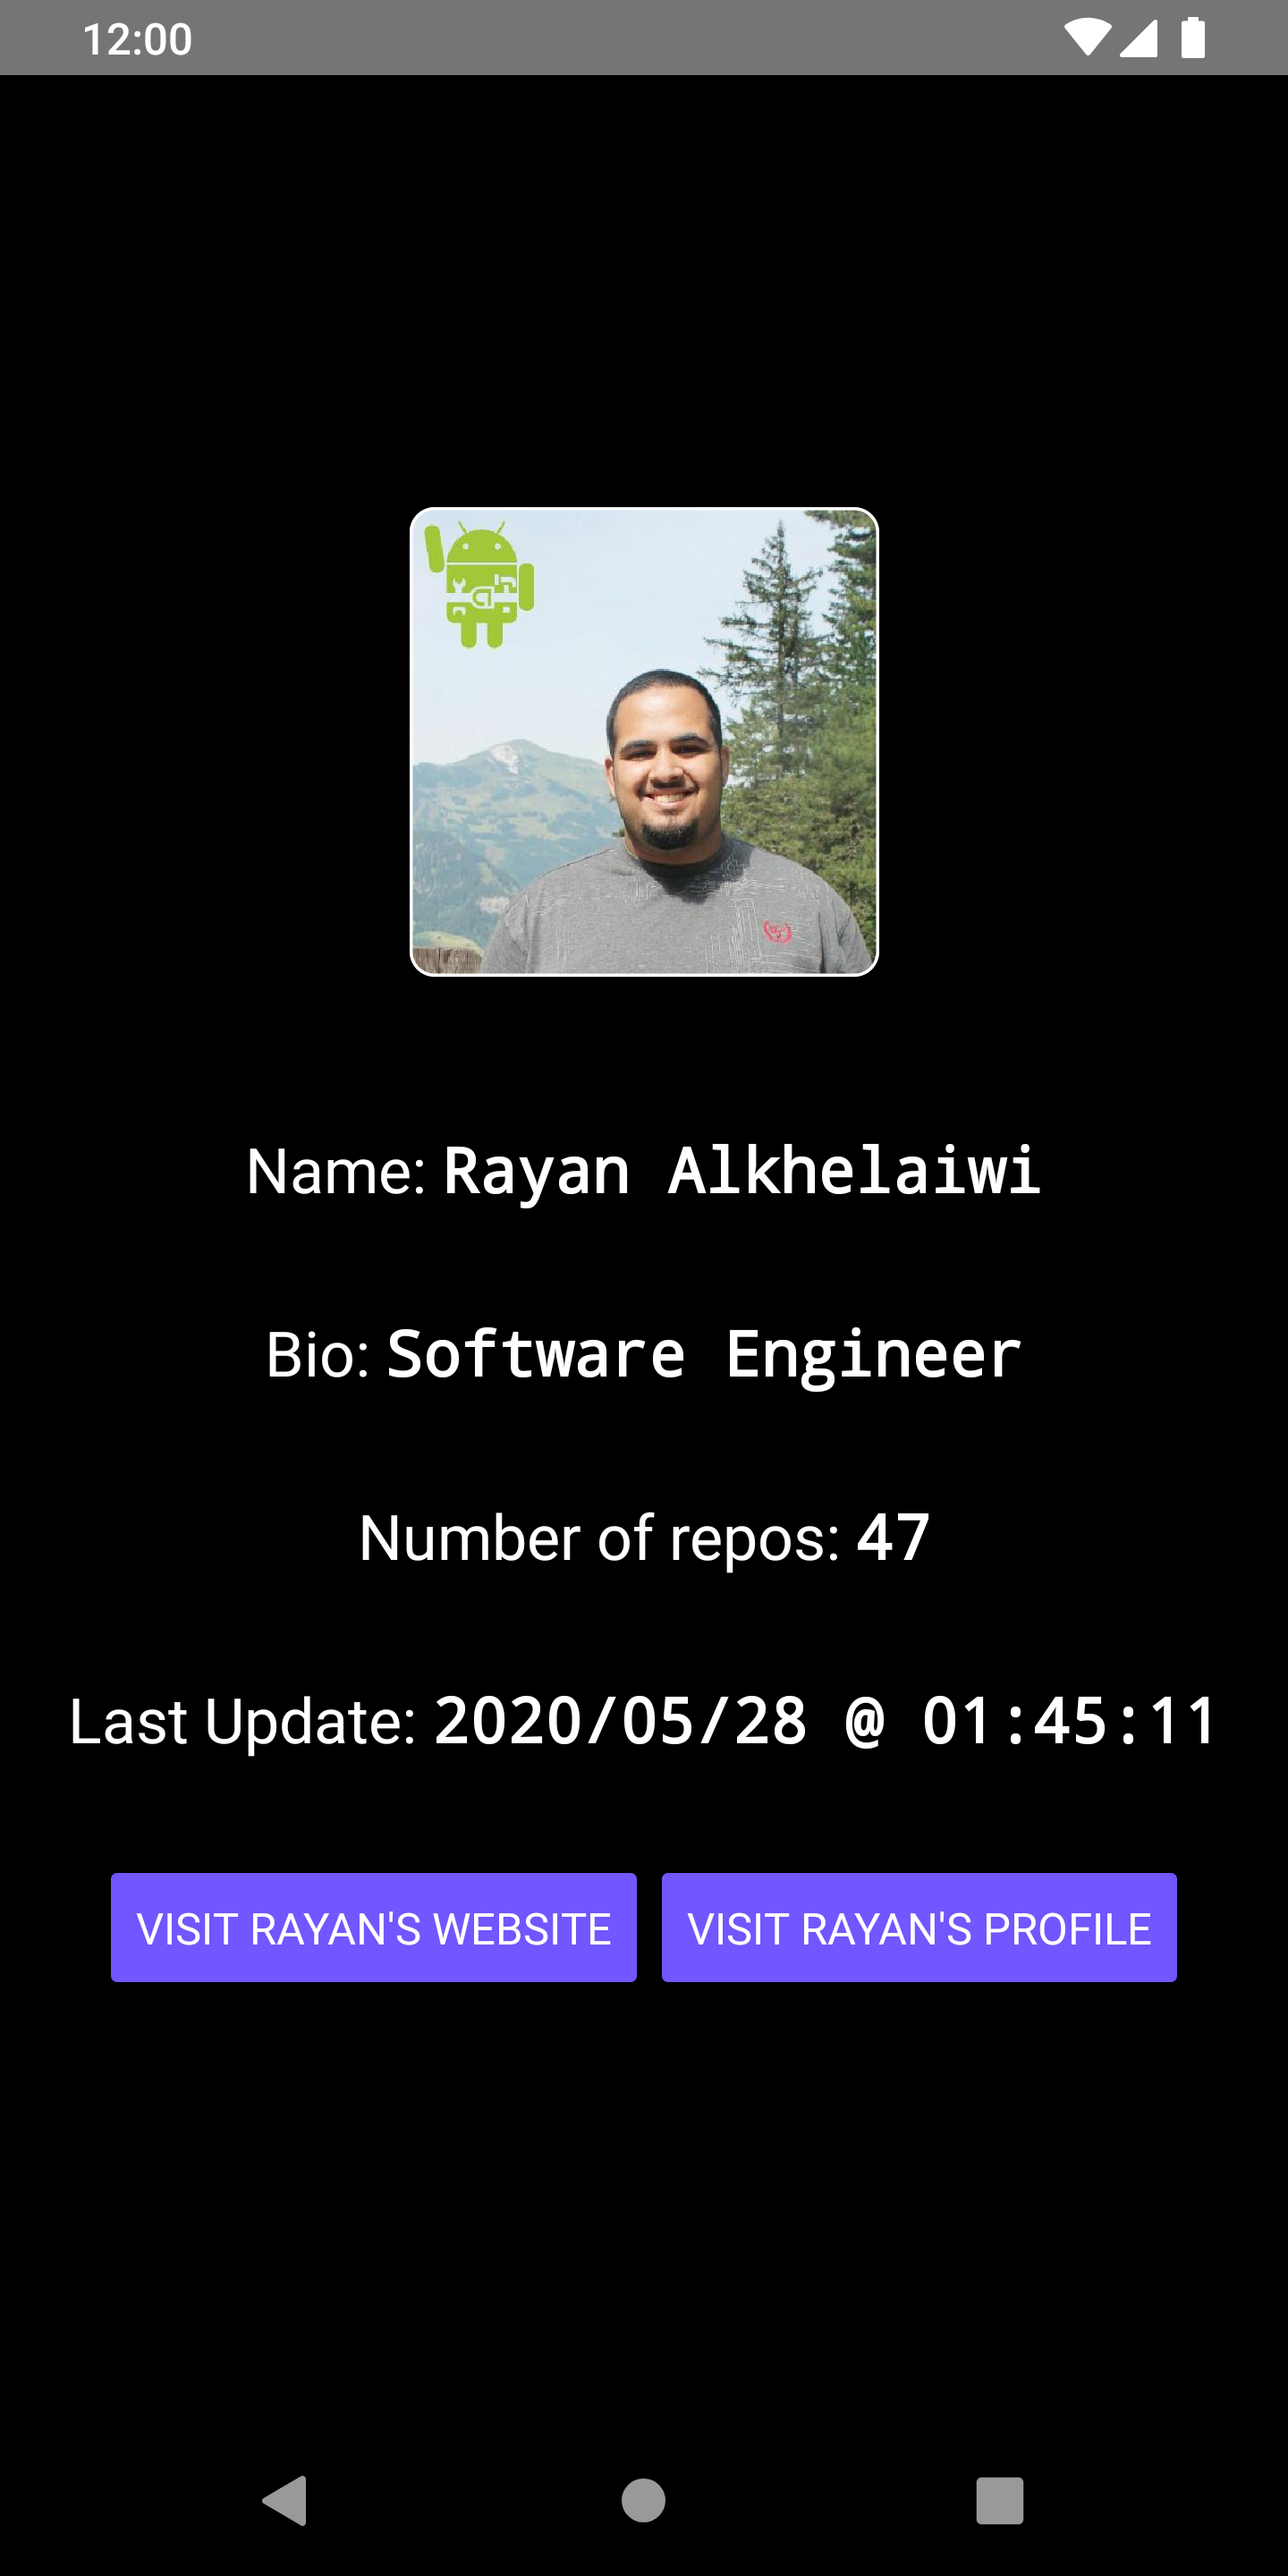 12:00
Name: Rayan Alkhelaiwi
Bio: Software Engineer
Number of repos: 47
Last Update: 2020/05/28 @ 01:45:11
VISIT RAYAN'S WEBSITE
VISIT RAYAN'S PROFILE